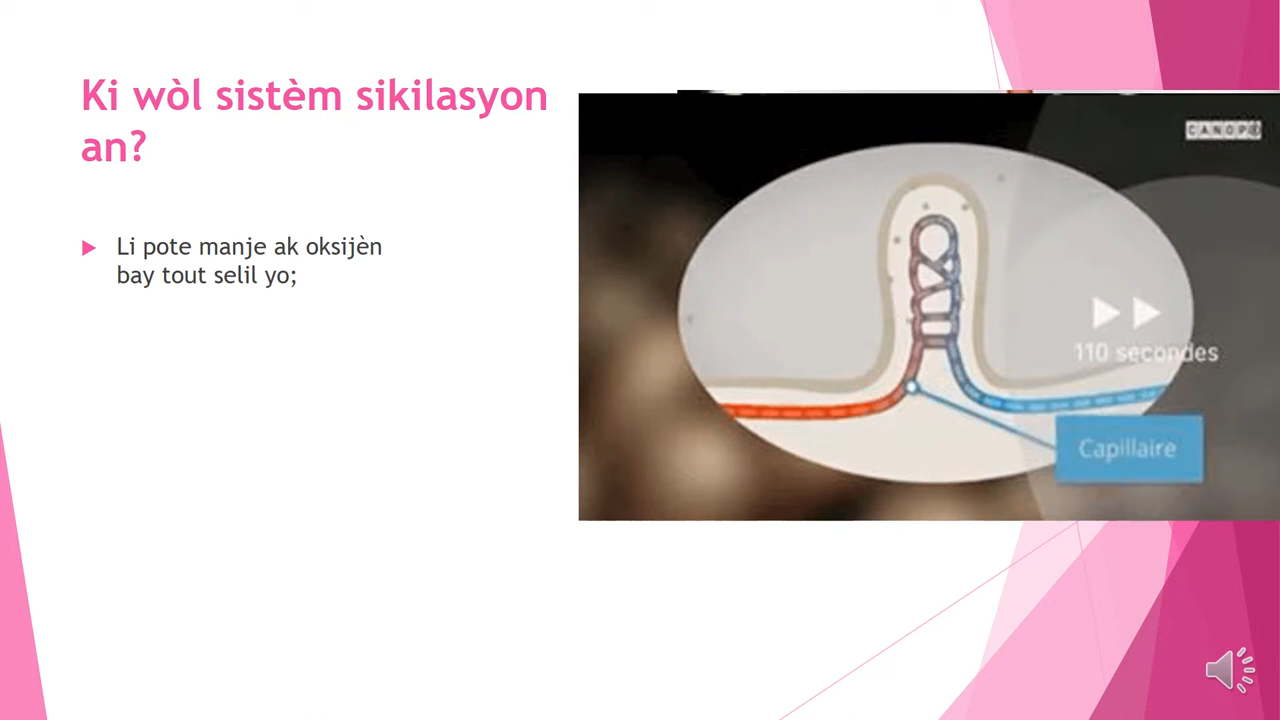 Ki wòl sistèm sikilasyon
an?
Li pote manje ak oksijèn
bay tout selil yo;
CANOPÉ
110 secondes
Capillaire